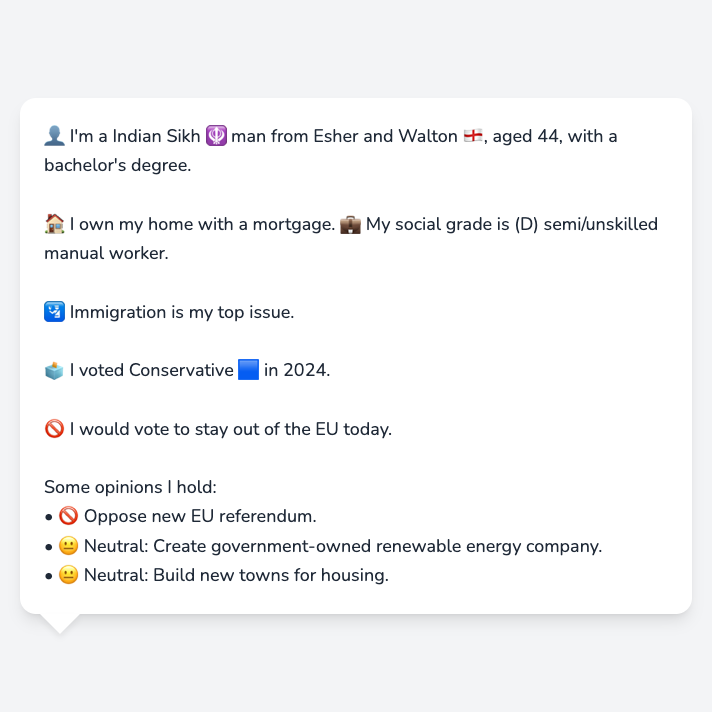 👤 I'm a Indian Sikh 🪯 man from Esher and Walton 🏴󠁧󠁢󠁥󠁮󠁧󠁿, aged 44, with a
bachelor's degree.
🏠 I own my home with a mortgage. 💼 My social grade is (D) semi/unskilled
manual worker.
🛂 Immigration is my top issue.
🗳️ I voted Conservative 🟦 in 2024.
🚫 I would vote to stay out of the EU today.
Some opinions I hold:
• 🚫 Oppose new EU referendum.
• 😐 Neutral: Create government-owned renewable energy company.
• 😐 Neutral: Build new towns for housing.